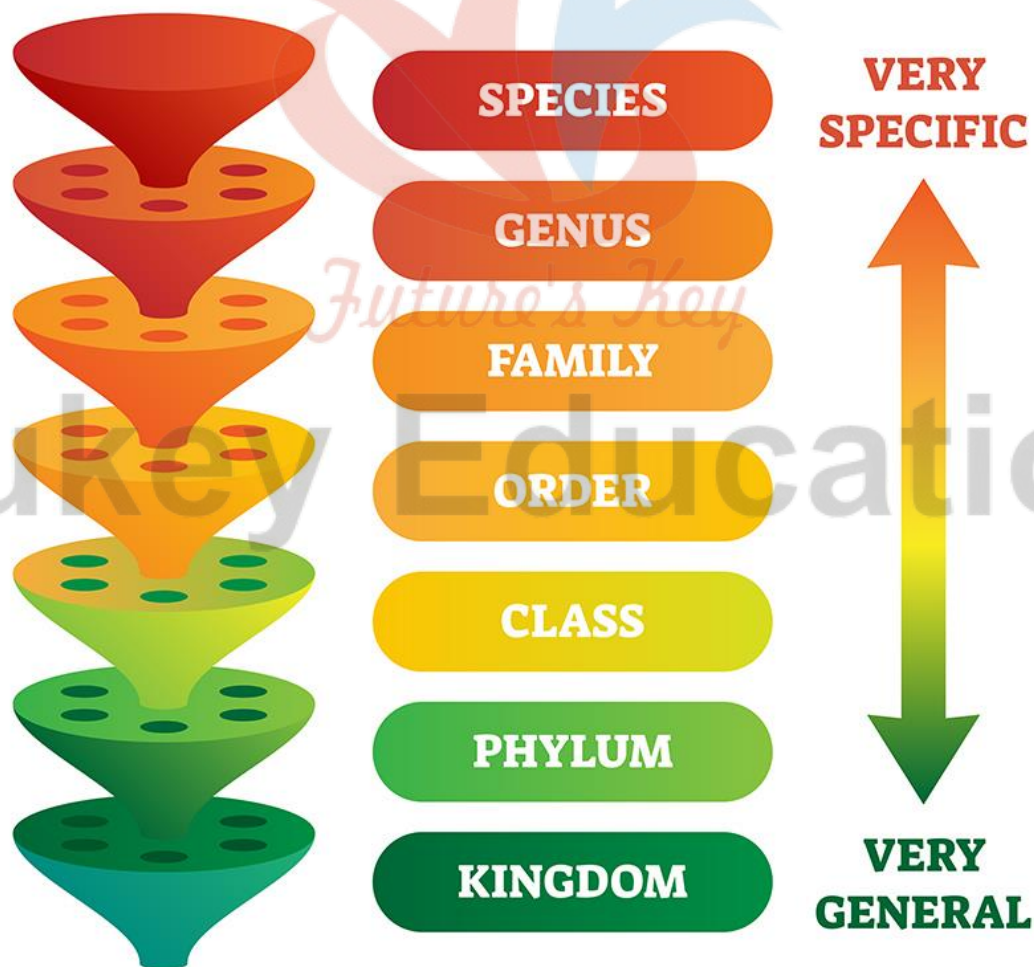 SPECIES
VERY
SPECIFIC
GENUS
Future's Key
FAMILY
ukey Educatio
ORDER
CLASS
PHYLUM
KINGDOM
VERY
GENERAL